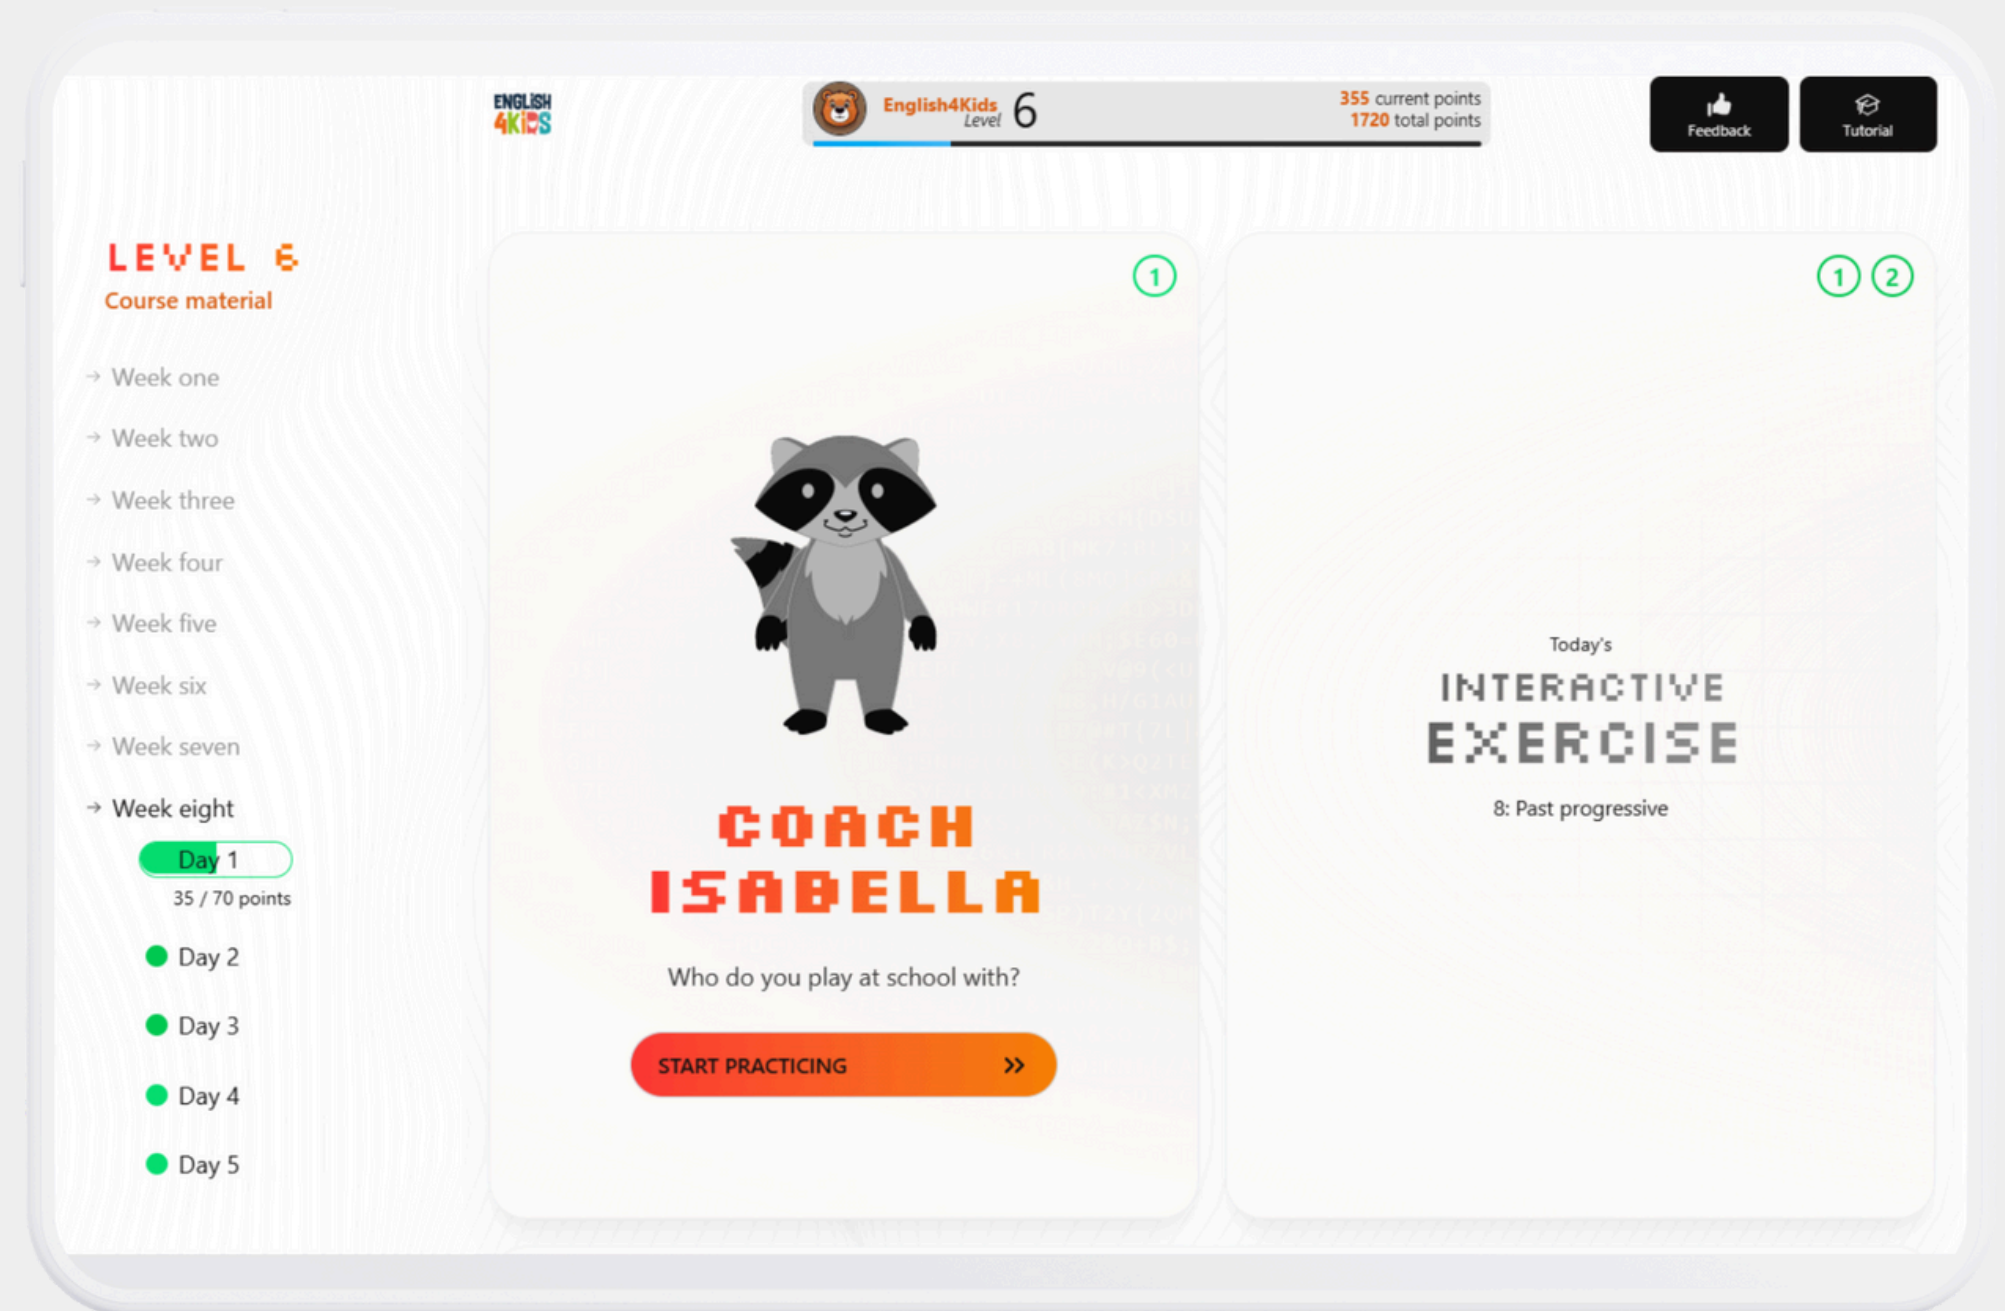 ENGLISH
4KiDS
English4Kids
Level 6
355 current points
1720 total points
Feedback
Tutorial
LEVEL 6
Course material
→ Week one
→ Week two
→ Week three
→ Week four
→ Week five
→ Week six
→ Week seven
→ Week eight
Day 1
35 / 70 points
Day 2
Day 3
Day 4
Day 5
1
COACH
ISABELLA
Who do you play at school with?
START PRACTICING »
1 2
Today's
INTERACTIVE
EXERCISE
8: Past progressive